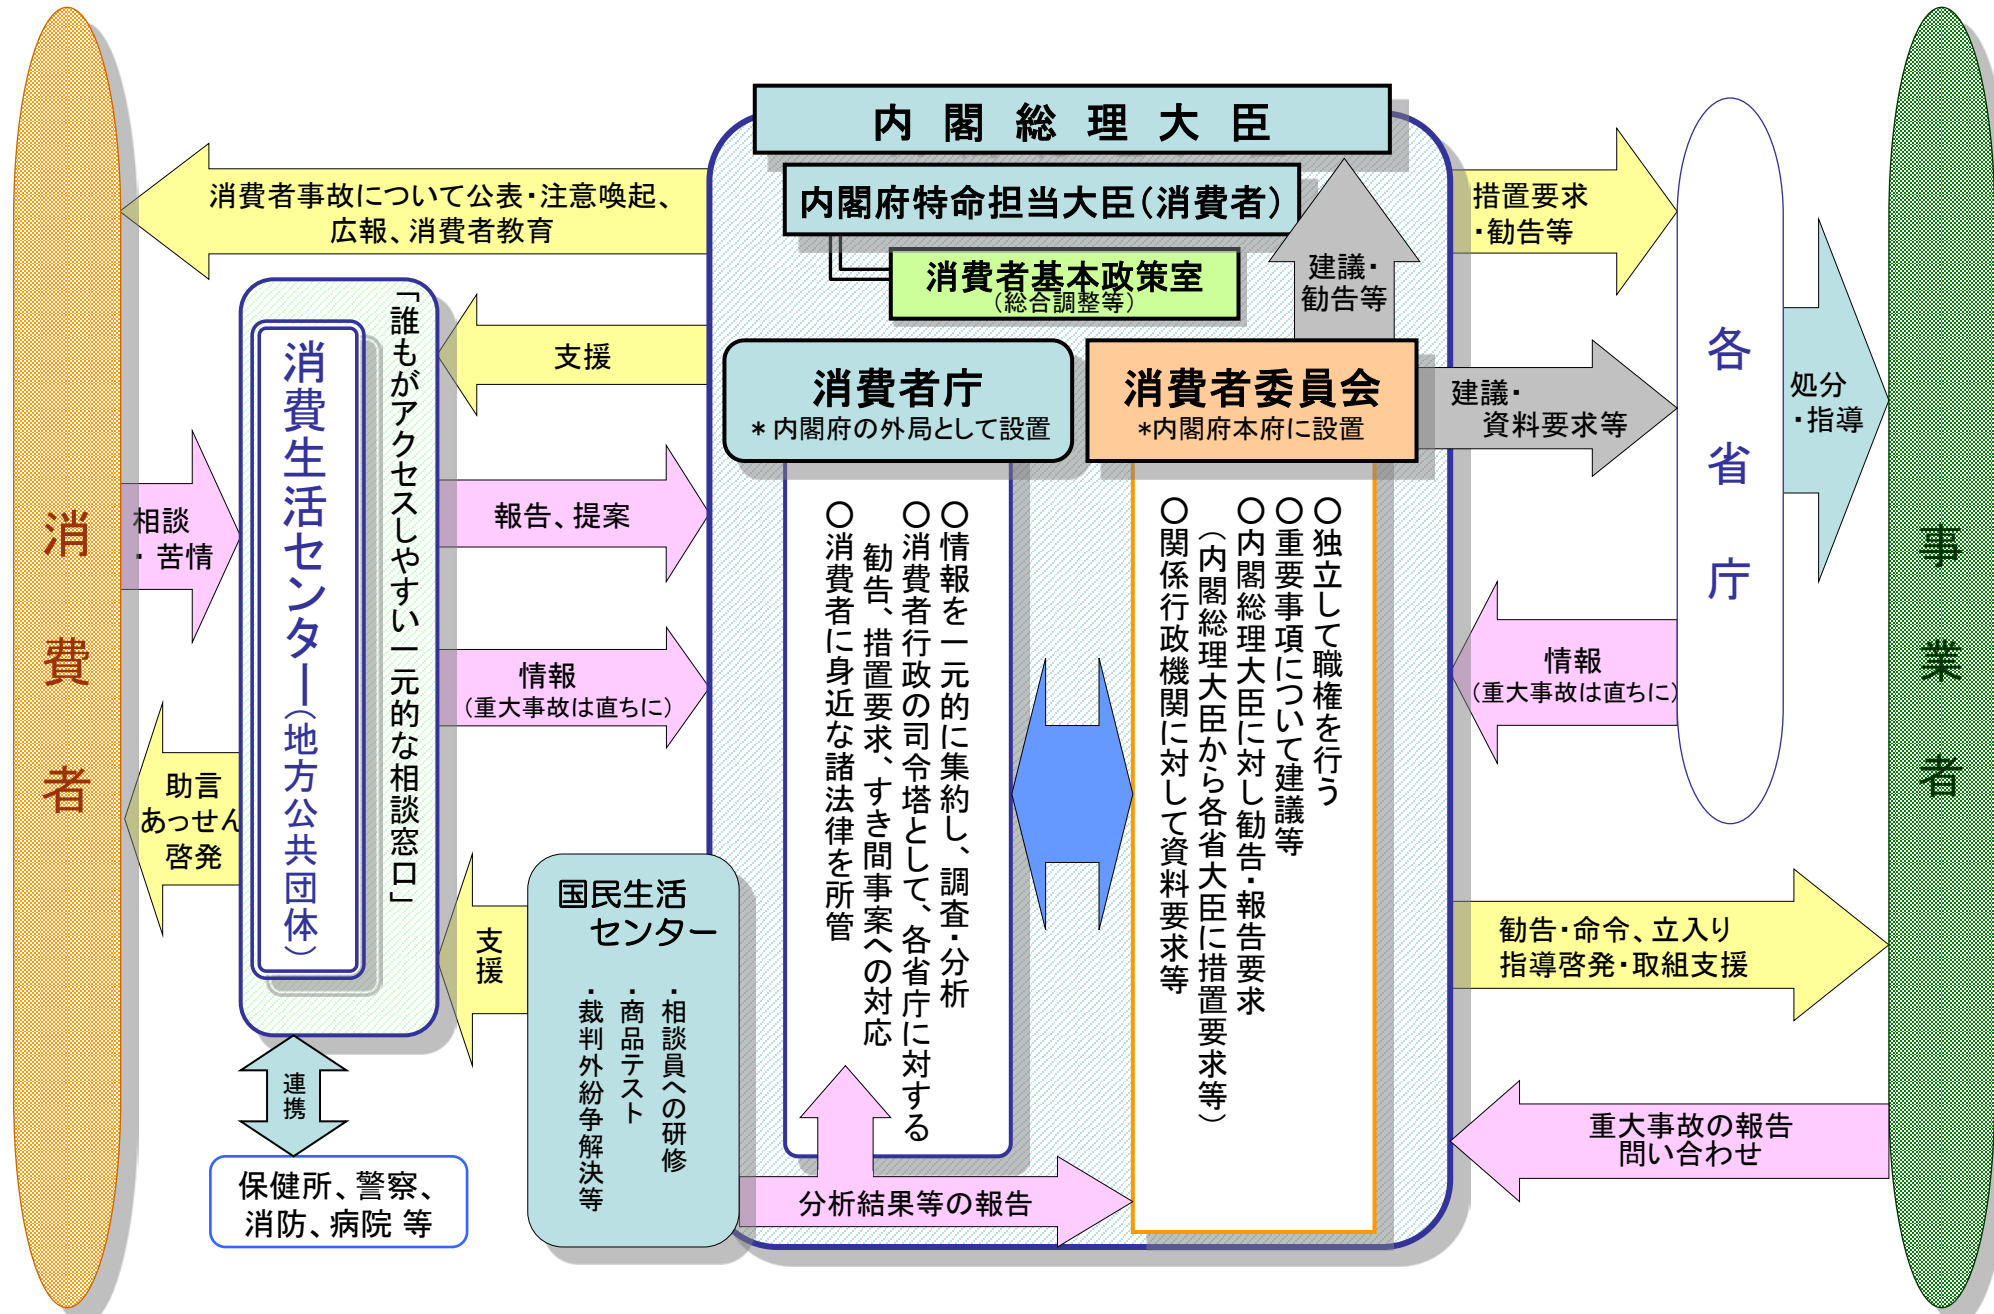 内閣総理大臣
内閣府特命担当大臣(消費者)
消費者基本政策室
(総合調整等)
消費者事故について公表・注意喚起、
広報、消費者教育
措置要求
・勧告等
建議・
勧告等
支援
消費者庁
*内閣府の外局として設置
消費者委員会
*内閣府本府に設置
建議・
資料要求等
各省庁
処分
・指導
消費者
相談
・苦情
「誰もがアクセスしやすい一元的な相談窓口」
消費生活センター(地方公共団体)
報告、提案
情報
(重大事故は直ちに)
○情報を一元的に集約し、調査・分析
○消費者行政の司令塔として、各省庁に対する
勧告、措置要求、すき間事案への対応
○消費者に身近な諸法律を所管
○独立して職権を行う
○重要事項について建議等
○内閣総理大臣に対し勧告・報告要求
(内閣総理大臣から各省大臣に措置要求等)
○関係行政機関に対して資料要求等
情報
(重大事故は直ちに)
事業者
助言
あっせん
啓発
支援
国民生活
センター
・相談員への研修
・商品テスト
・裁判外紛争解決等
勧告・命令、立入り
指導啓発・取組支援
連携
保健所、警察、
消防、病院 等
分析結果等の報告
重大事故の報告
問い合わせ